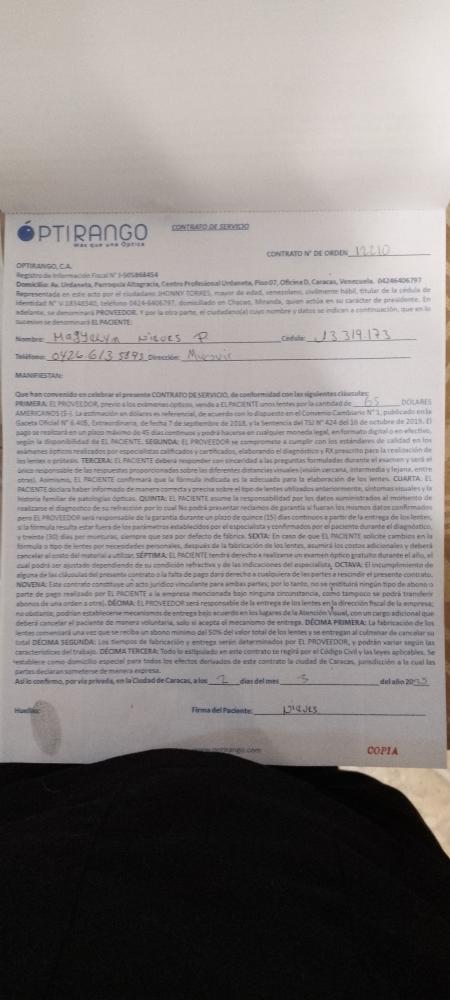 ÓPTIRANGO
Mas que una Óptica
CONTRATO DE SERVICIO
CONTRATO N° DE ORDEN 12210
OPTIRANGO, C.A.
Registro de Información Fiscal N° J-505868454
Domicilio: Av. Urdaneta, Parroquia Altagracia, Centro Profesional Urdaneta, Piso 07, Oficina D, Caracas, Venezuela. 04246406797
Representada en este acto por el ciudadano JHONNY TORRES, mayor de edad, venezolano, civilmente hábil, titular de la cédula de
identidad N° V-28348540, teléfono 0424-6406797, domiciliado en Chacao, Miranda, quien actúa en su carácter de presidente. En
adelante, se denominará PROVEEDOR. Y por la otra parte, el ciudadano(a) cuyo nombre y datos se indican a continuación, que en lo
sucesivo se denominará EL PACIENTE:
Nombre: Cédula: 13.319.173
Teléfono: 0426 613 5893 Dirección:
MANIFIESTAN:
Que han convenido en celebrar el presente CONTRATO DE SERVICIO, de conformidad con las siguientes cláusulas:
PRIMERA: EL PROVEEDOR, previo a los exámenes ópticos, vende a EL PACIENTE unos lentes por la cantidad de 65 DÓLARES
AMERICANOS ($-). La estimación en dólares es referencial, de acuerdo con lo dispuesto en el Convenio Cambiario N° 1, publicado en la
Gaceta Oficial N° 6.405, Extraordinaria, de fecha 7 de septiembre de 2018, y la Sentencia del TSJ N° 424 del 16 de octubre de 2019. El
pago se realizará en un plazo máximo de 45 días continuos y podrá hacerse en cualquier moneda legal, en formato digital o en efectivo,
según la disponibilidad de EL PACIENTE. SEGUNDA: EL PROVEEDOR se compromete a cumplir con los estándares de calidad en los
exámenes ópticos realizados por especialistas calificados y certificados, elaborando el diagnóstico y RX prescrito para la realización de
los lentes o prótesis. TERCERA: EL PACIENTE deberá responder con sinceridad a las preguntas formuladas durante el examen y será el
único responsable de las respuestas proporcionadas sobre las diferentes distancias visuales (visión cercana, intermedia y lejana, entre
otras). Asimismo, EL PACIENTE confirmará que la fórmula indicada es la adecuada para la elaboración de los lentes. CUARTA: EL
PACIENTE declara haber informado de manera correcta y precisa sobre el tipo de lentes utilizados anteriormente, síntomas visuales y la
historia familiar de patologías ópticas. QUINTA: EL PACIENTE asume la responsabilidad por los datos suministrados al momento de
realizarse el diagnostico de su refracción por lo cual No podrá presentar reclamos de garantía si fueran los mismos datos confirmados
pero EL PROVEEDOR será responsable de la garantía durante un plazo de quince (15) días continuos a partir de la entrega de los lentes,
si la fórmula resulta estar fuera de los parámetros establecidos por el especialista y confirmados por el paciente durante el diagnóstico,
y treinta (30) días por monturas, siempre que sea por defecto de fábrica. SEXTA: En caso de que EL PACIENTE solicite cambios en la
fórmula o tipo de lentes por necesidades personales, después de la fabricación de los lentes, asumirá los costos adicionales y deberá
cancelar el costo del material a utilizar. SÉPTIMA: EL PACIENTE tendrá derecho a realizarse un examen óptico gratuito durante el año, el
cual podrá ser ajustado dependiendo de su condición refractiva y de las indicaciones del especialista. OCTAVA: El incumplimiento de
alguna de las cláusulas del presente contrato o la falta de pago dará derecho a cualquiera de las partes a rescindir el presente contrato.
NOVENA: Este contrato constituye un acto jurídico vinculante para ambas partes; por lo tanto, no se restituirá ningún tipo de abono o
parte de pago realizado por EL PACIENTE a la empresa mencionada bajo ninguna circunstancia, como tampoco se podrá transferir
abonos de una orden a otra). DÉCIMA: EL PROVEEDOR será responsable de la entrega de los lentes en la dirección fiscal de la empresa;
no obstante, podrían establecerse mecanismos de entrega bajo acuerdo en los lugares de la Atención Visual, con un cargo adicional que
deberá cancelar el paciente de manera voluntaria, solo si acepta el mecanismo de entrega. DÉCIMA PRIMERA: La fabricación de los
lentes comenzará una vez que se reciba un abono mínimo del 50% del valor total de los lentes y se entregan al culminar de cancelar su
total DÉCIMA SEGUNDA: Los tiempos de fabricación y entrega serán determinados por EL PROVEEDOR, y podrán variar según las
características del trabajo. DÉCIMA TERCERA: Todo lo estipulado en este contrato se regirá por el Código Civil y las leyes aplicables. Se
establece como domicilio especial para todos los efectos derivados de este contrato la ciudad de Caracas, jurisdicción a la cual las
partes declaran someterse de manera expresa.
Así lo confirmo, por vía privada, en la Ciudad de Caracas, a los 2 días del mes 3 del año 2025
Huellas: Firma del Paciente: Nieves
www.optirango.com
COPIA